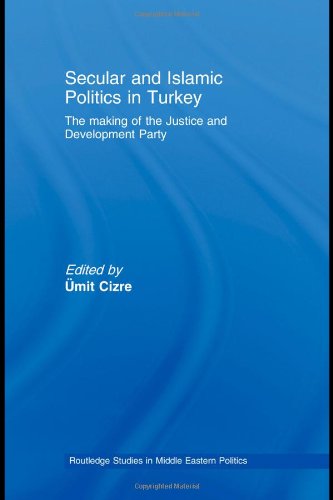 Secular and Islamic
Politics in Turkey
The making of the Justice and
Development Party
Edited by
Ümit Cizre
Routledge Studies in Middle Eastern Politics